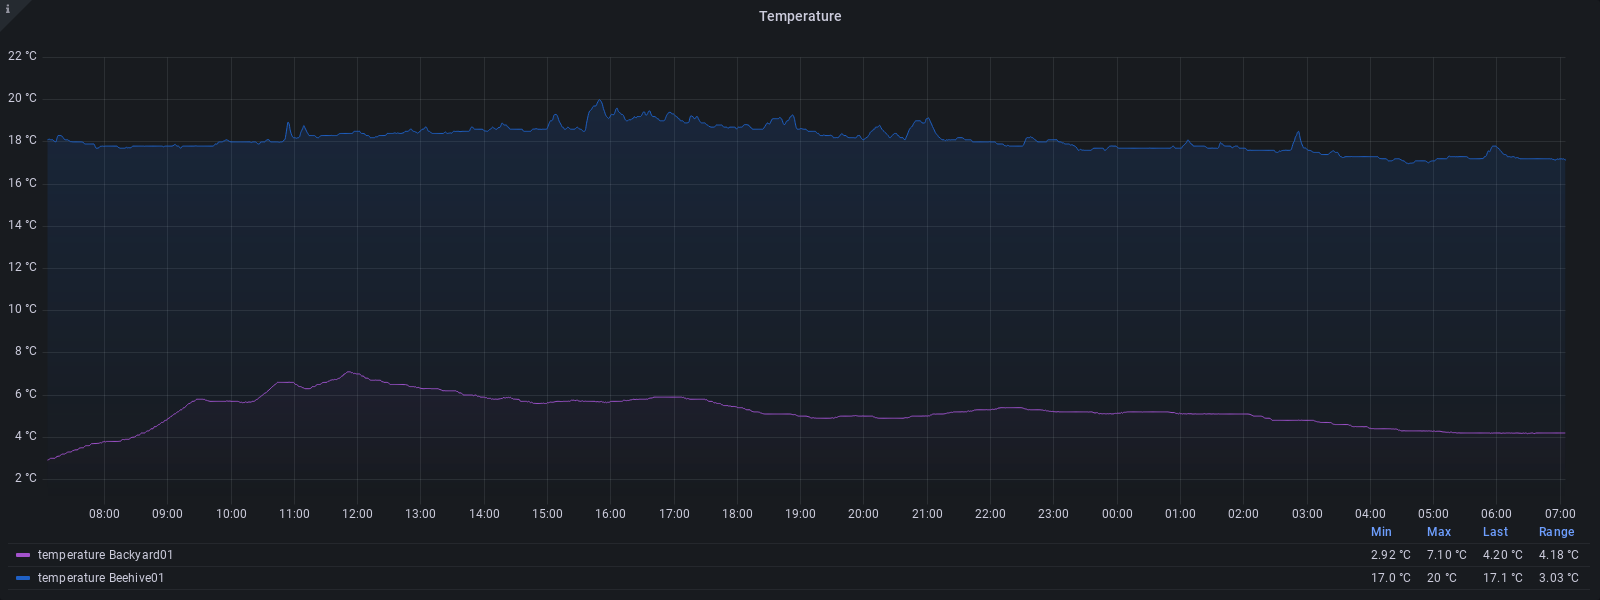 i
Temperature
22 °C
20 °C
18 °C
16 °C
14 °C
12 °C
10 °C
8 °C
6 °C
4 °C
2 °C
08:00 09:00 10:00 11:00 12:00 13:00 14:00 15:00 16:00 17:00 18:00 19:00 20:00 21:00 22:00 23:00 00:00 01:00 02:00 03:00 04:00 05:00 06:00 07:00
Min Max Last Range
temperature Backyard01 2.92 °C 7.10 °C 4.20 °C 4.18 °C
temperature Beehive01 17.0 °C 20 °C 17.1 °C 3.03 °C